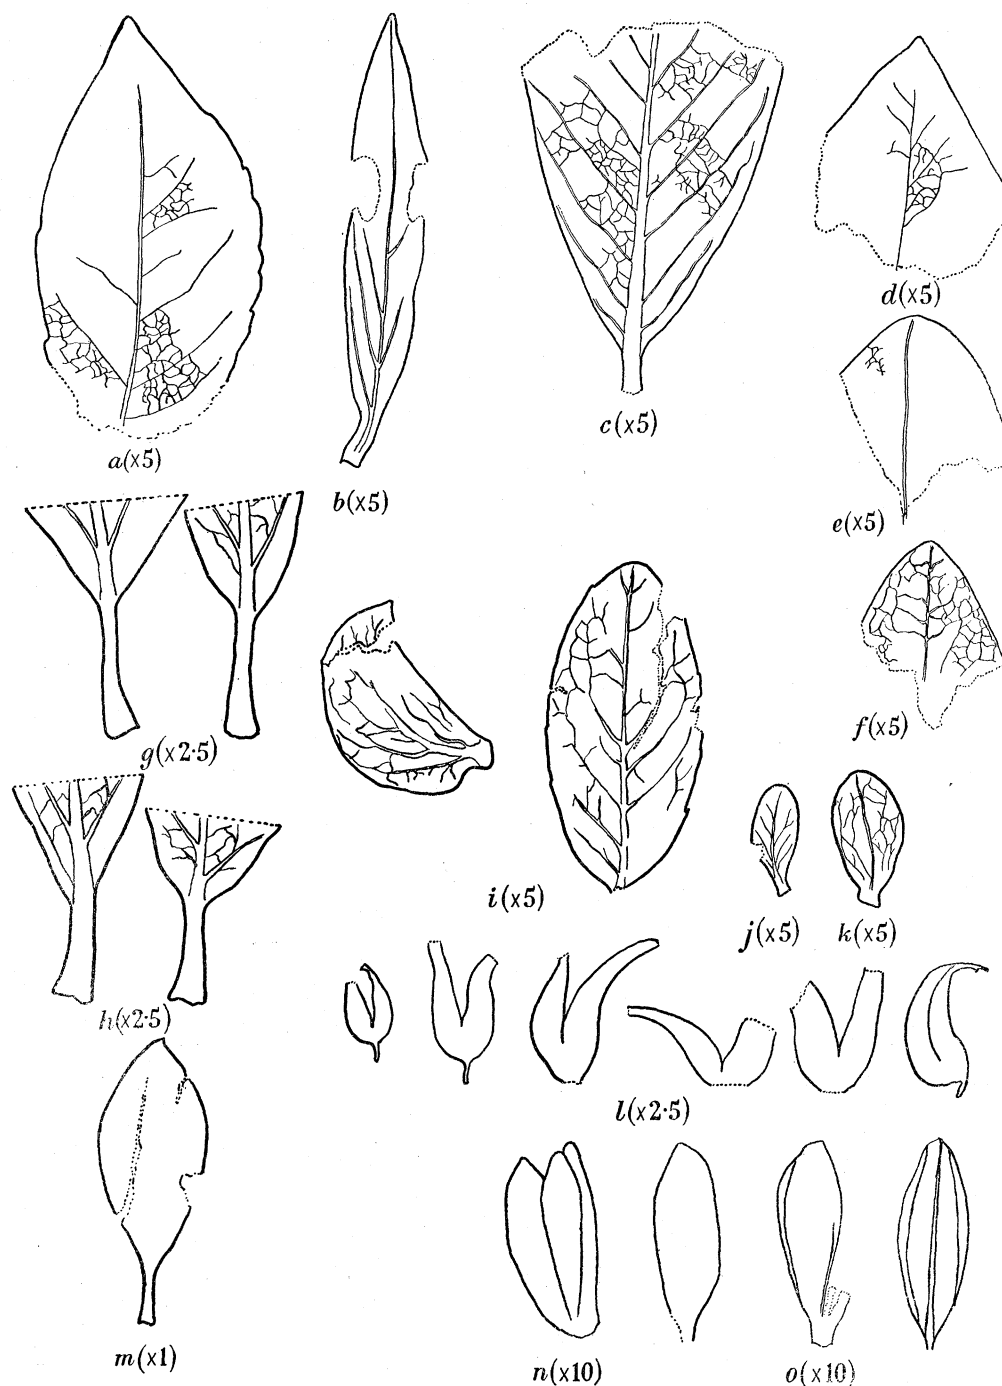 a(x5)
b(x5)
c(x5)
d(x5)
e(x5)
f(x5)
g(x2·5)
h(x2·5)
i(x5)
j(x5)
k(x5)
l(x2·5)
m(x1)
n(x10)
o(x10)